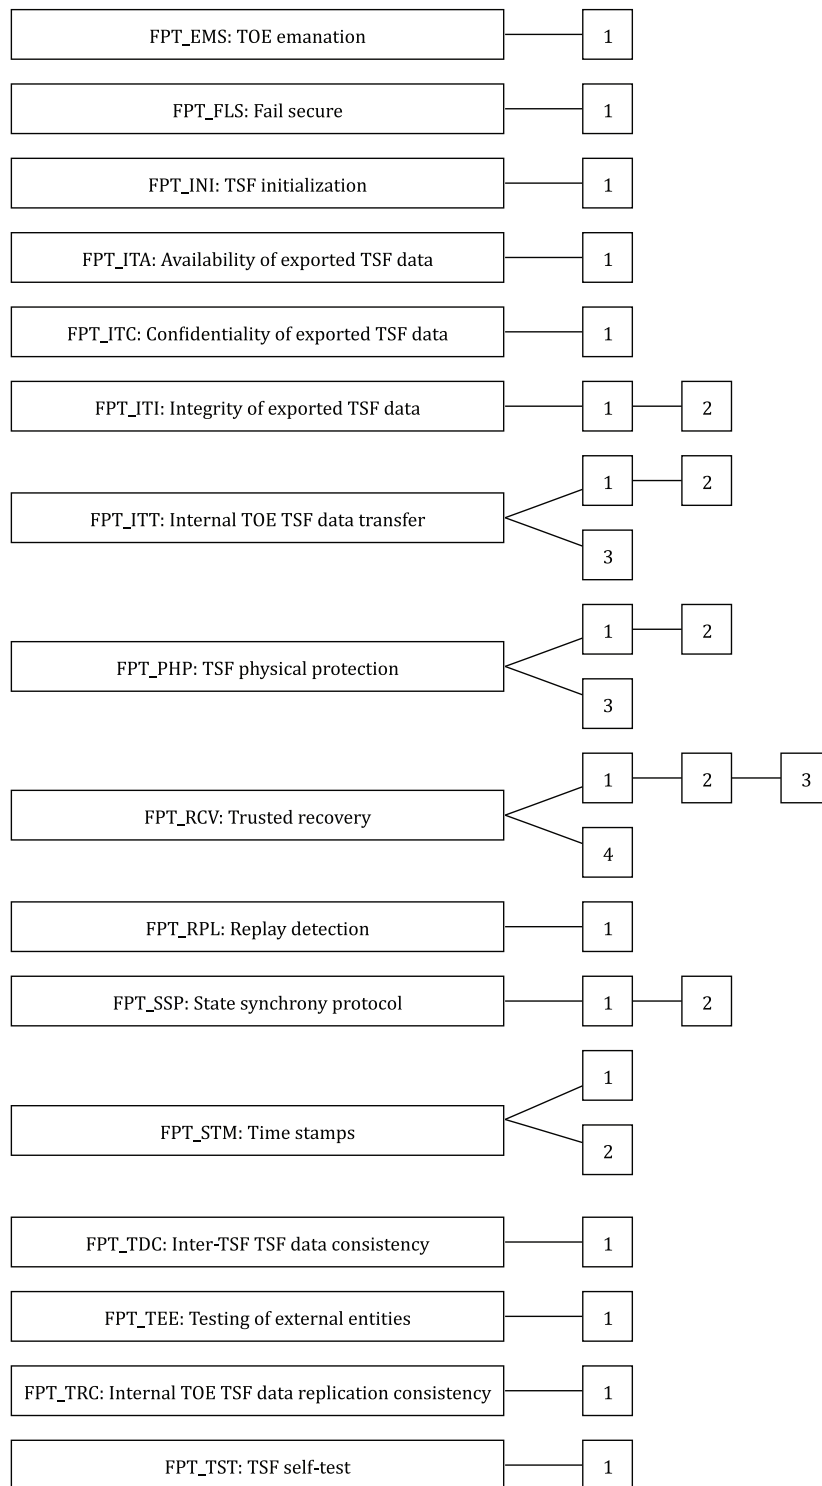 FPT_EMS: TOE emanation 1
FPT_FLS: Fail secure 1
FPT_INI: TSF initialization 1
FPT_ITA: Availability of exported TSF data 1
FPT_ITC: Confidentiality of exported TSF data 1
FPT_ITI: Integrity of exported TSF data 1 2
1 2
FPT_ITT: Internal TOE TSF data transfer
3
1 2
FPT_PHP: TSF physical protection
3
1 2 3
FPT_RCV: Trusted recovery
4
FPT_RPL: Replay detection 1
FPT_SSP: State synchrony protocol 1 2
1
FPT_STM: Time stamps
2
FPT_TDC: Inter-TSF TSF data consistency 1
FPT_TEE: Testing of external entities 1
FPT_TRC: Internal TOE TSF data replication consistency 1
FPT_TST: TSF self-test 1